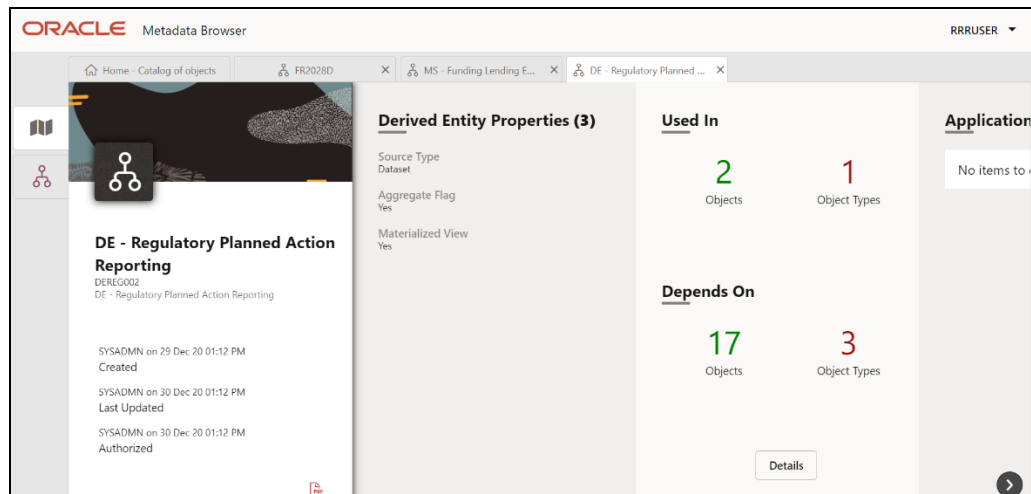 ORACLE Metadata Browser
RRRUSER
Home - Catalog of objects
FR2028D
MS - Funding Lending E...
DE - Regulatory Planned ...
DE - Regulatory Planned Action
Reporting
DEREG002
DE - Regulatory Planned Action Reporting
SYSADMN on 29 Dec 20 01:12 PM
Created
SYSADMN on 30 Dec 20 01:12 PM
Last Updated
SYSADMN on 30 Dec 20 01:12 PM
Authorized
Derived Entity Properties (3)
Source Type
Dataset
Aggregate Flag
Yes
Materialized View
Yes
Used In
2 1
Objects Object Types
Depends On
17 3
Objects Object Types
Details
Application
No items to